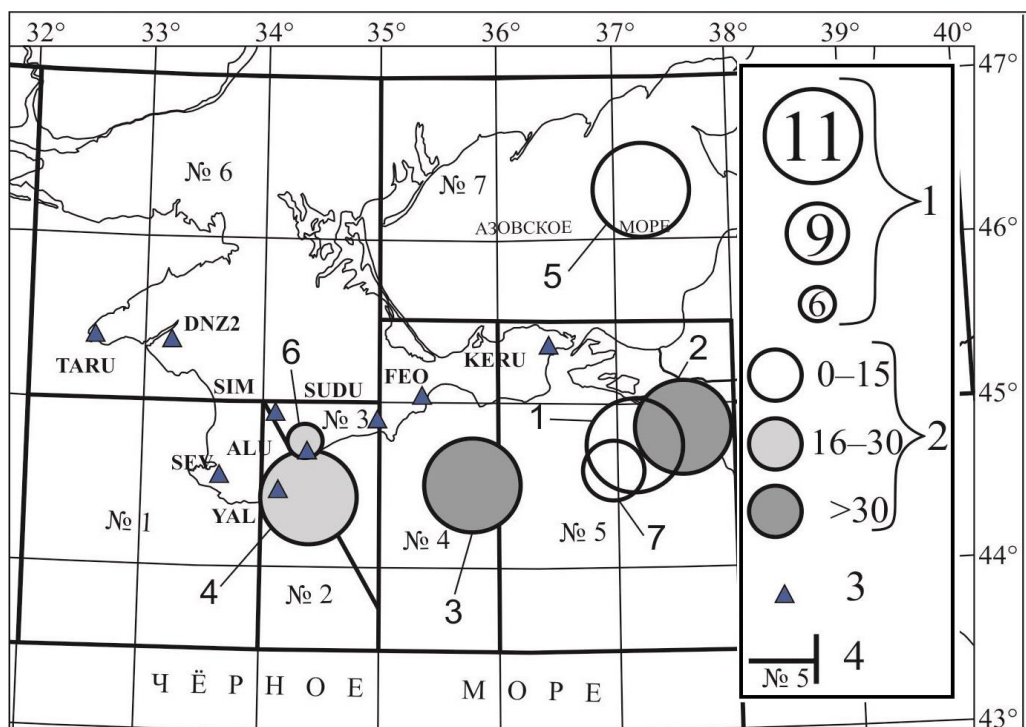 32° 33° 34° 35° 36° 37° 38° 39° 40°
47°
11
1
№ 6
№ 7
9
АЗОВСКОЕ МОРЕ
46°
5
6
DNZ2
2
TARU
KERU
6
FEO
0–15
SIM
SUDU
45°
1
№ 3
16–30
2
ALU
SEV
>30
YAL
№ 1
№ 4
№ 5
7
44°
4
№ 2
3
3
4
№ 5
ЧЁРНОЕ МОРЕ
43°